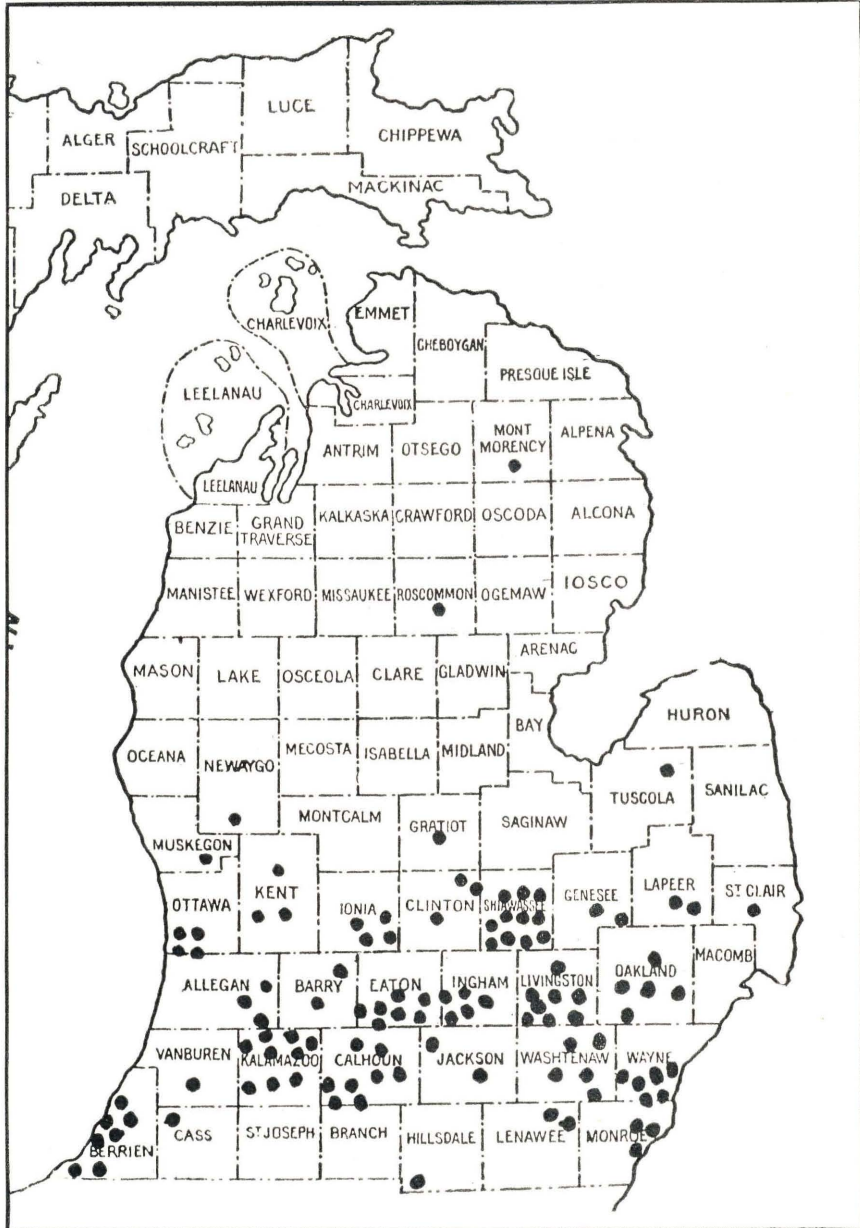 LUCE
ALGER
SCHOOLCRAFT
CHIPPEWA
DELTA
MACKINAC
EMMET
CHARLEVOIX
CHEBOYGAN
PRESQUE ISLE
LEELANAU
CHARLEVOIX
ANTRIM
OTSEGO
MONT
MORENCY
ALPENA
LEELANAU
BENZIE
GRAND
TRAVERSE
KALKASKA
CRAWFORD
OSCODA
ALCONA
MANISTEE
WEXFORD
MISSAUKEE
ROSCOMMON
OGEMAW
IOSCO
ARENAC
MASON
LAKE
OSCEOLA
CLARE
GLADWIN
HURON
BAY
OCEANA
NEWAYGO
MECOSTA
ISABELLA
MIDLAND
TUSCOLA
SANILAC
MONTCALM
GRATIOT
SAGINAW
MUSKEGON
KENT
OTTAWA
IONIA
CLINTON
SHIAWASSEE
GENESEE
LAPEER
ST CLAIR
ALLEGAN
BARRY
EATON
INGHAM
LIVINGSTON
OAKLAND
MACOMB
VANBUREN
KALAMAZOO
CALHOUN
JACKSON
WASHTENAW
WAYNE
BERRIEN
CASS
ST JOSEPH
BRANCH
HILLSDALE
LENAWEE
MONROE